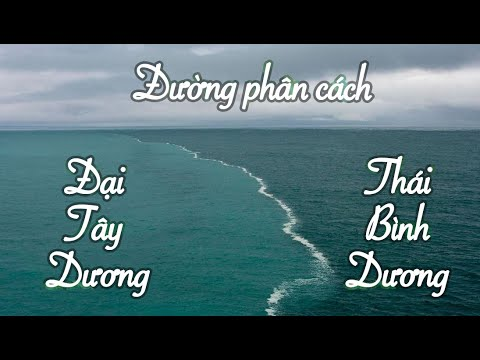 Đường phân cách
Đại
Tây
Dương
Thái
Bình
Dương